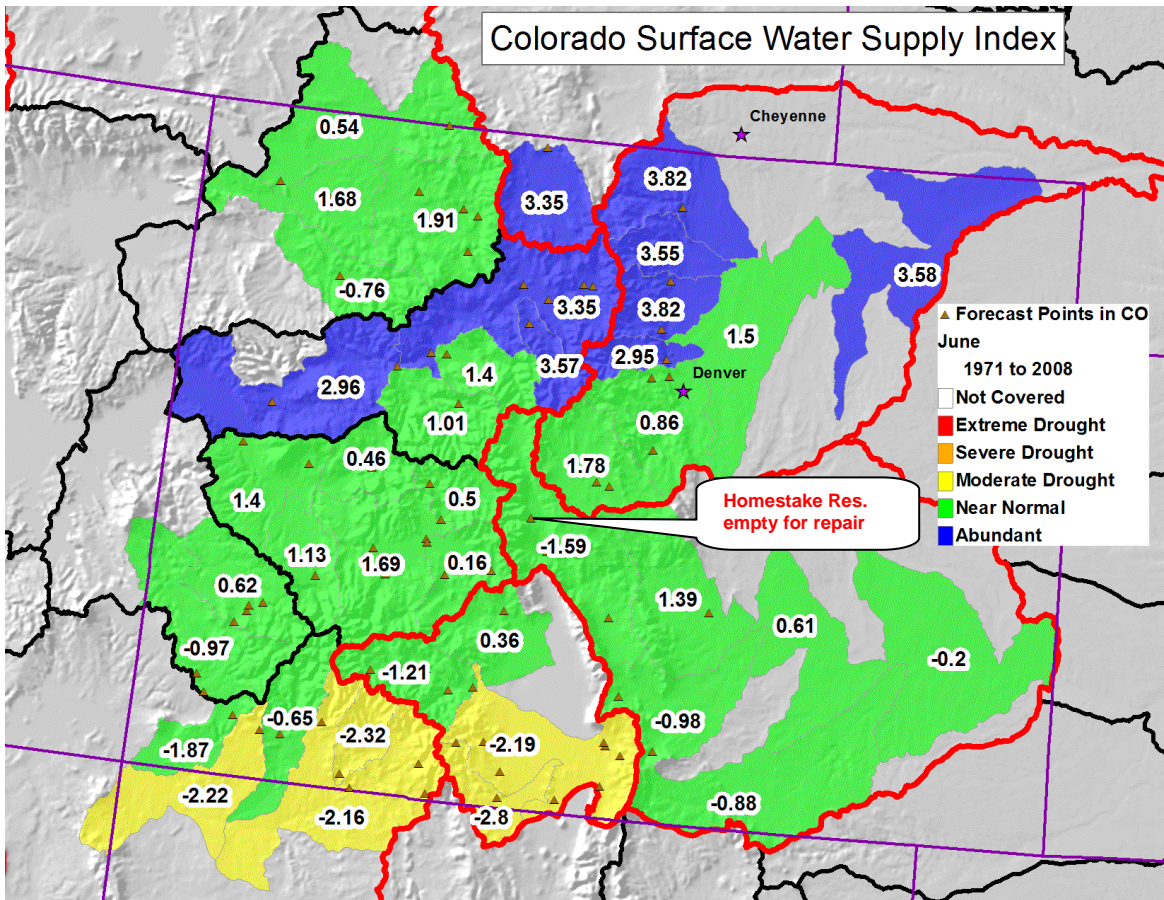 Colorado Surface Water Supply Index
Cheyenne
0.54
3.82
1.68
3.35
1.91
3.55
3.58
-0.76
3.35
3.82
1.5
2.95
3.57
Denver
1.4
2.96
1.01
0.86
0.46
1.78
0.5
1.4
Forecast Points in CO
June
1971 to 2008
Not Covered
Extreme Drought
Severe Drought
Moderate Drought
Near Normal
Abundant
Homestake Res.
empty for repair
-1.59
1.13
1.69
0.16
0.62
1.39
0.61
0.36
-0.97
-0.2
-1.21
-0.65
-0.98
-2.32
-2.19
-1.87
-2.22
-0.88
-2.16
-2.8